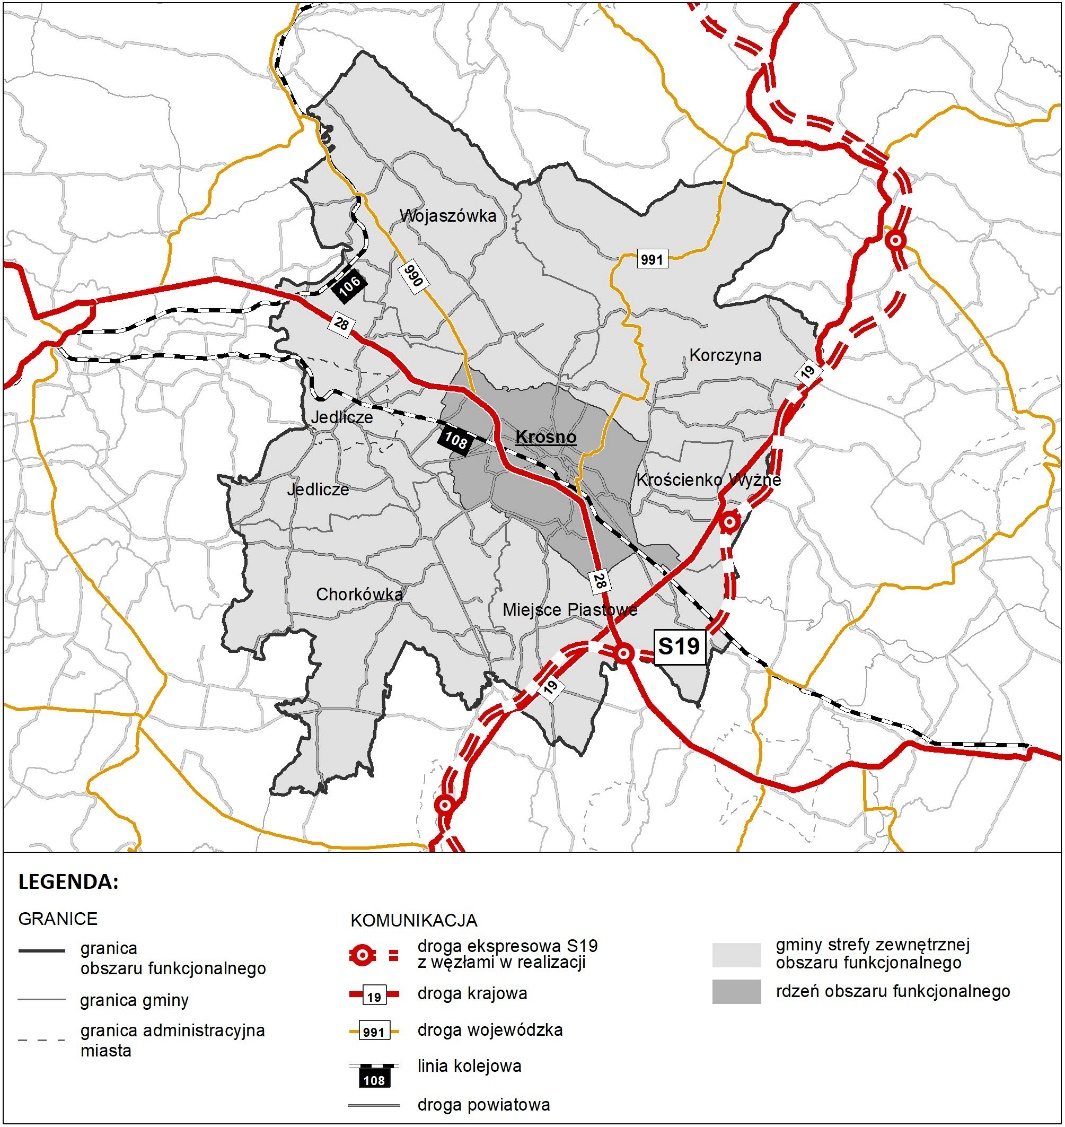 Wojaszówka
991
990
106
28
Korczyna
19
Jedlicze
108
Krosno
Krościenko Wyżne
Jedlicze
28
Chorkówka
Miejsce Piastowe
S19
19
LEGENDA:
GRANICE
granica
obszaru funkcjonalnego
granica gminy
granica administracyjna
miasta
KOMUNIKACJA
droga ekspresowa S19
z węzłami w realizacji
19
droga krajowa
991
droga wojewódzka
linia kolejowa
108
droga powiatowa
gminy strefy zewnętrznej
obszaru funkcjonalnego
rdzeń obszaru funkcjonalnego